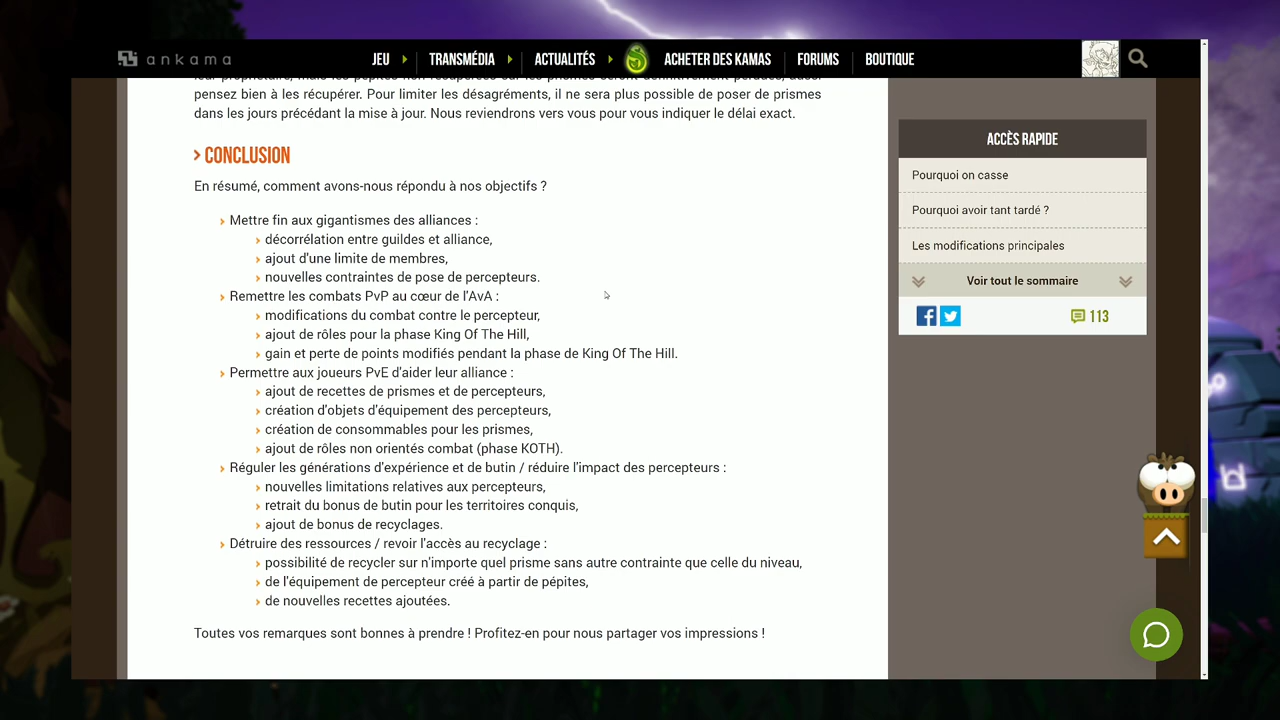 ankama
JEU
TRANSMÉDIA
ACTUALITÉS
ACHETER DES KAMAS
FORUMS
BOUTIQUE
pensez bien à les récupérer. Pour limiter les désagréments, il ne sera plus possible de poser de prismes
dans les jours précédant la mise à jour. Nous reviendrons vers vous pour vous indiquer le délai exact.
CONCLUSION
En résumé, comment avons-nous répondu à nos objectifs ?
Mettre fin aux gigantismes des alliances :
décorrélation entre guildes et alliance,
ajout d'une limite de membres,
nouvelles contraintes de pose de percepteurs.
Remettre les combats PvP au cœur de l'AvA :
modifications du combat contre le percepteur,
ajout de rôles pour la phase King Of The Hill,
gain et perte de points modifiés pendant la phase de King Of The Hill.
Permettre aux joueurs PvE d'aider leur alliance :
ajout de recettes de prismes et de percepteurs,
création d'objets d'équipement des percepteurs,
création de consommables pour les prismes,
ajout de rôles non orientés combat (phase KOTH).
Réguler les générations d'expérience et de butin / réduire l'impact des percepteurs :
nouvelles limitations relatives aux percepteurs,
retrait du bonus de butin pour les territoires conquis,
ajout de bonus de recyclages.
Détruire des ressources / revoir l'accès au recyclage :
possibilité de recycler sur n'importe quel prisme sans autre contrainte que celle du niveau,
de l'équipement de percepteur créé à partir de pépites,
de nouvelles recettes ajoutées.
Toutes vos remarques sont bonnes à prendre ! Profitez-en pour nous partager vos impressions !
ACCÈS RAPIDE
Pourquoi on casse
Pourquoi avoir tant tardé ?
Les modifications principales
Voir tout le sommaire
113